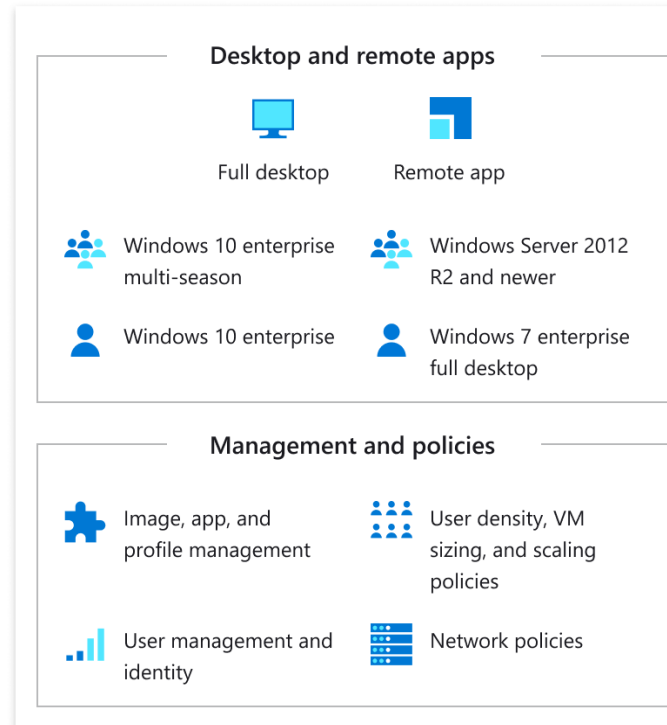 Desktop and remote apps
Full desktop
Remote app
Windows 10 enterprise
multi-season
Windows Server 2012
R2 and newer
Windows 10 enterprise
Windows 7 enterprise
full desktop
Management and policies
Image, app, and
profile management
User density, VM
sizing, and scaling
policies
User management and
identity
Network policies